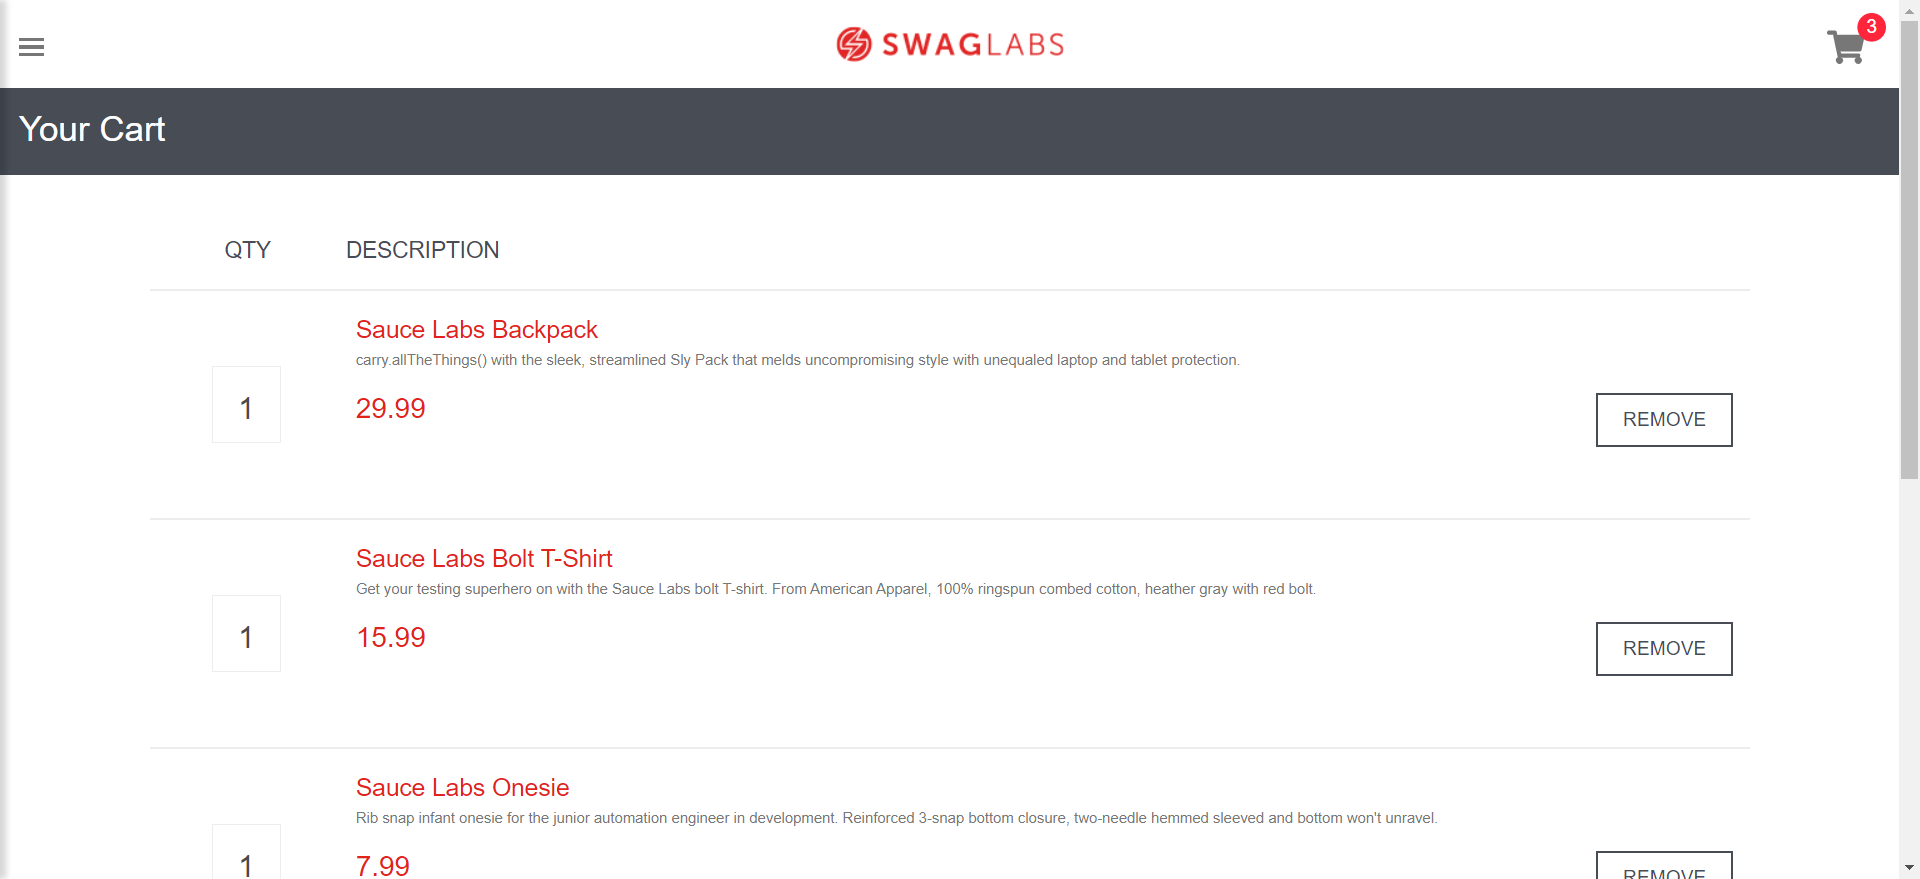 SWAGLABS
3
Your Cart
QTY DESCRIPTION
Sauce Labs Backpack
carry.allTheThings() with the sleek, streamlined Sly Pack that melds uncompromising style with unequaled laptop and tablet protection.
1
29.99
REMOVE
Sauce Labs Bolt T-Shirt
Get your testing superhero on with the Sauce Labs bolt T-shirt. From American Apparel, 100% ringspun combed cotton, heather gray with red bolt.
1
15.99
REMOVE
Sauce Labs Onesie
Rib snap infant onesie for the junior automation engineer in development. Reinforced 3-snap bottom closure, two-needle hemmed sleeved and bottom won't unravel.
1
7.99
REMOVE